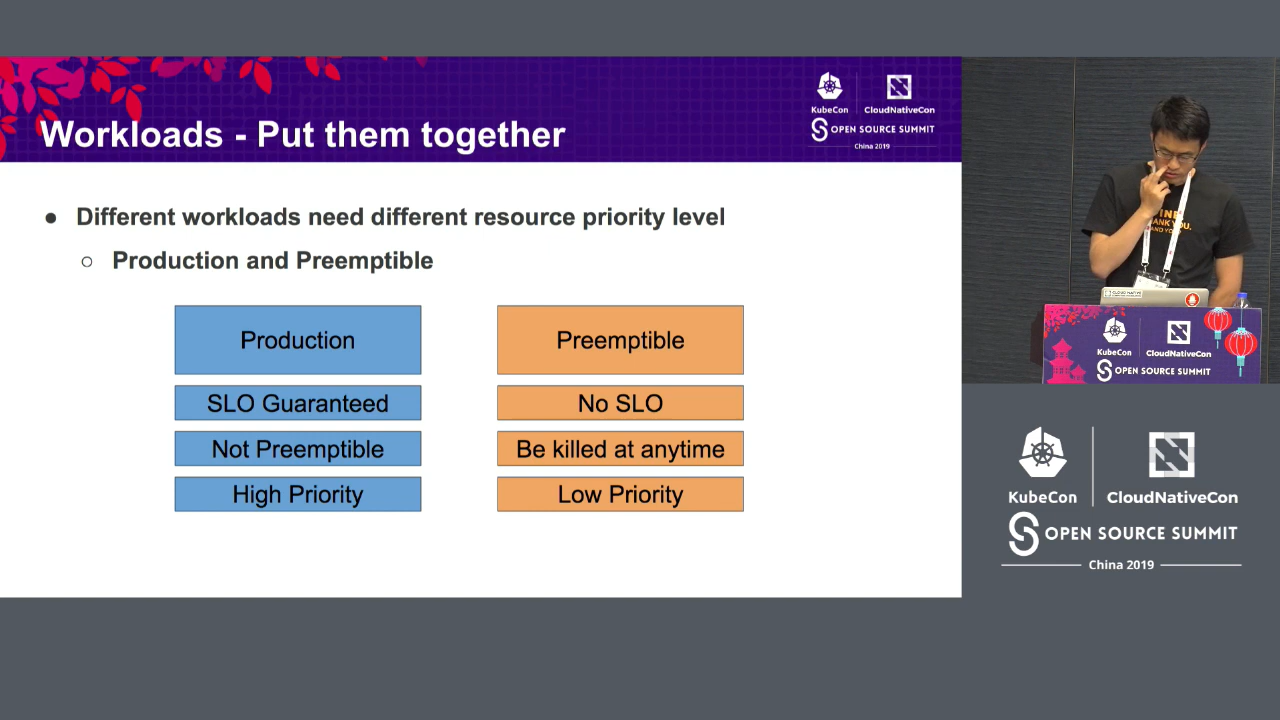 Workloads - Put them together
KubeCon
CloudNativeCon
OPEN SOURCE SUMMIT
China 2019
● Different workloads need different resource priority level
○ Production and Preemptible
Production
Preemptible
SLO Guaranteed
No SLO
Not Preemptible
Be killed at anytime
High Priority
Low Priority
CLOUD NATIVE
KubeCon
CloudNativeCon
OPEN SOURCE SUMMIT
KubeCon
CloudNativeCon
OPEN SOURCE SUMMIT
China 2019